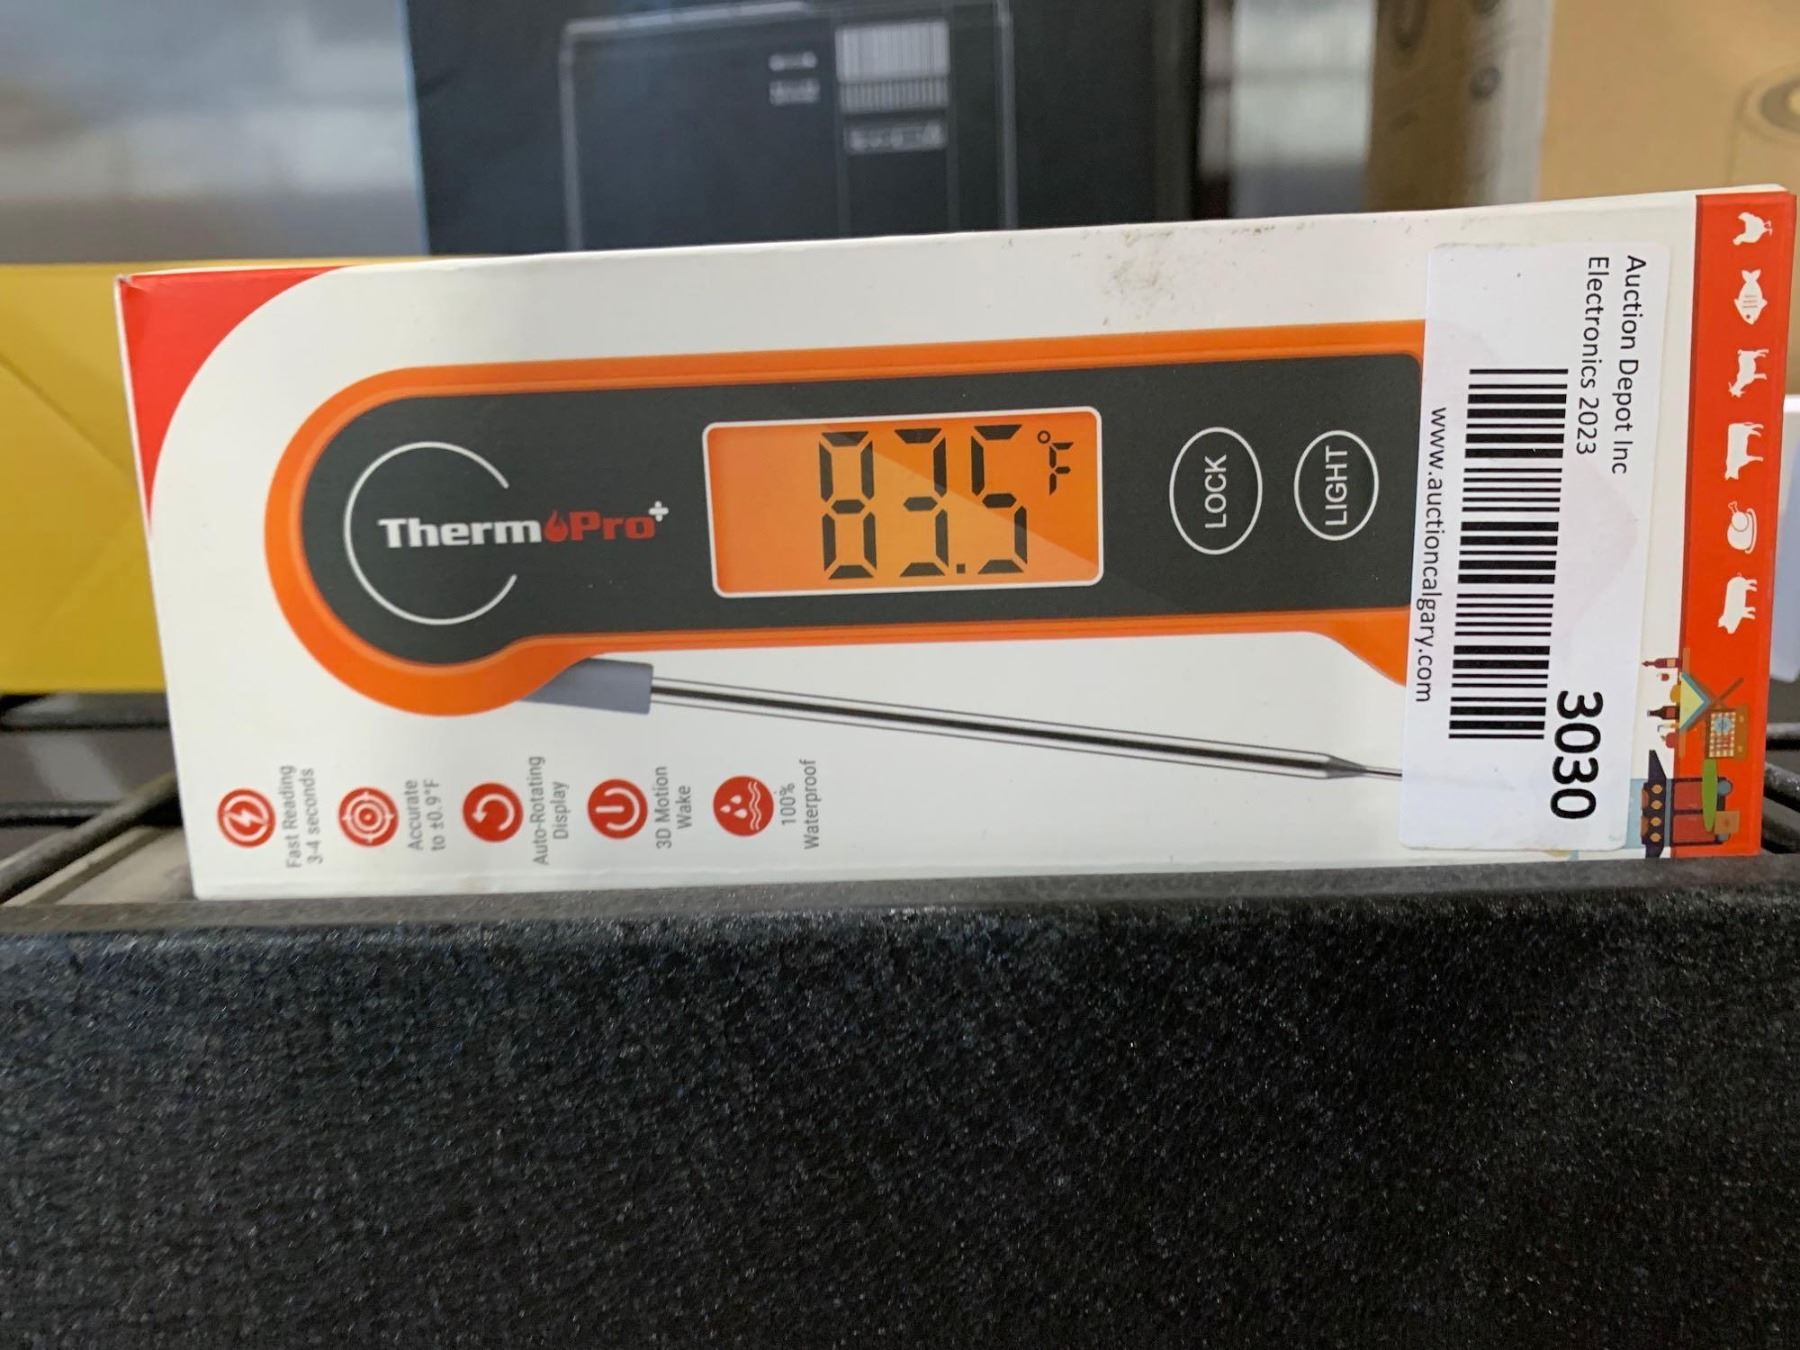 ThermoPro+
83.5
°F
LOCK
LIGHT
Fast Reading
3-4 seconds
Accurate
to ±0.9°F
Auto-Rotating
Display
3D Motion
Wake
100%
Waterproof
Auction Depot Inc
Electronics 2023
3030
www.auctioncalgary.com